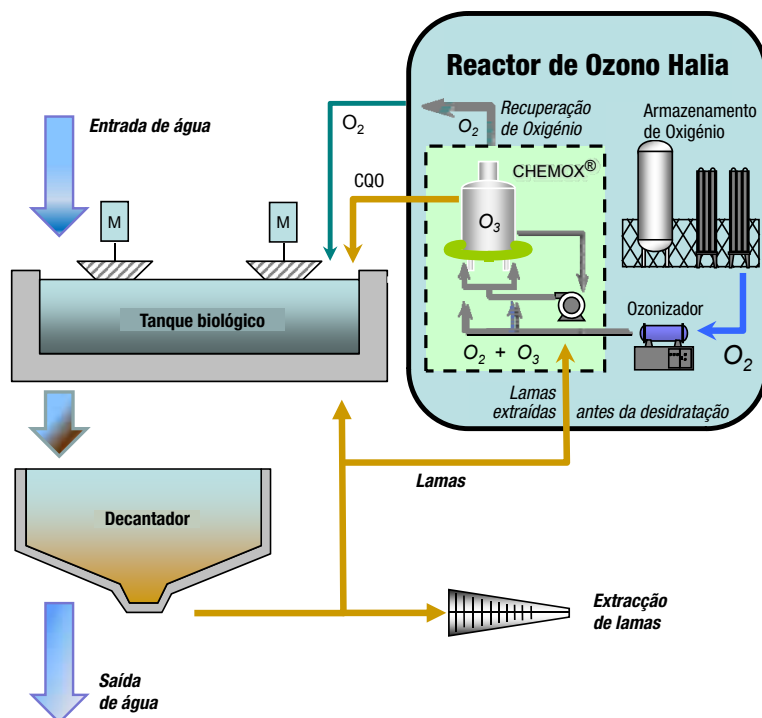 Reactor de Ozono Halia
Entrada de água
O2
O2
Recuperação
de Oxigénio
Armazenamento
de Oxigénio
CHEMOX®
CQO
M
M
O3
Tanque biológico
Ozonizador
O2 + O3
O2
Lamas
extraídas antes da desidratação
Lamas
Decantador
Extracção
de lamas
Saída
de água